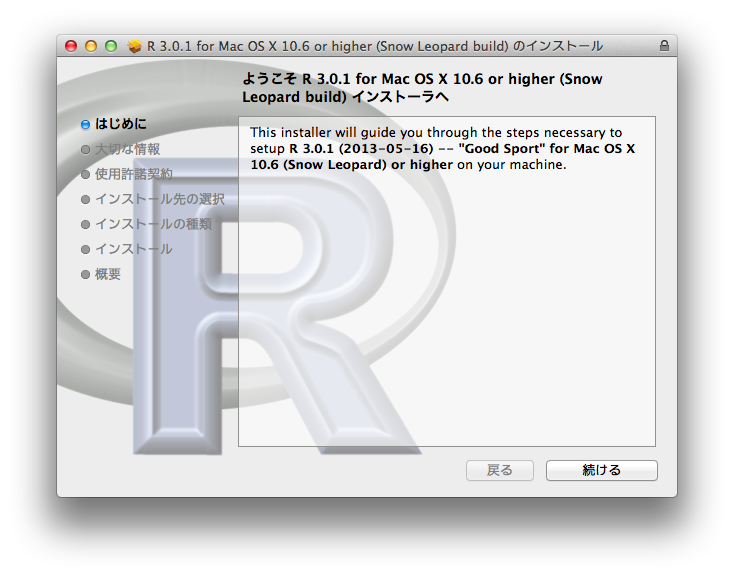 R 3.0.1 for Mac OS X 10.6 or higher (Snow Leopard build) のインストール
ようこそ R 3.0.1 for Mac OS X 10.6 or higher (Snow
Leopard build) インストーラへ
はじめに
大切な情報
使用許諾契約
インストール先の選択
インストールの種類
インストール
概要
This installer will guide you through the steps necessary to
setup R 3.0.1 (2013-05-16) -- "Good Sport" for Mac OS X
10.6 (Snow Leopard) or higher on your machine.
R
戻る
続ける